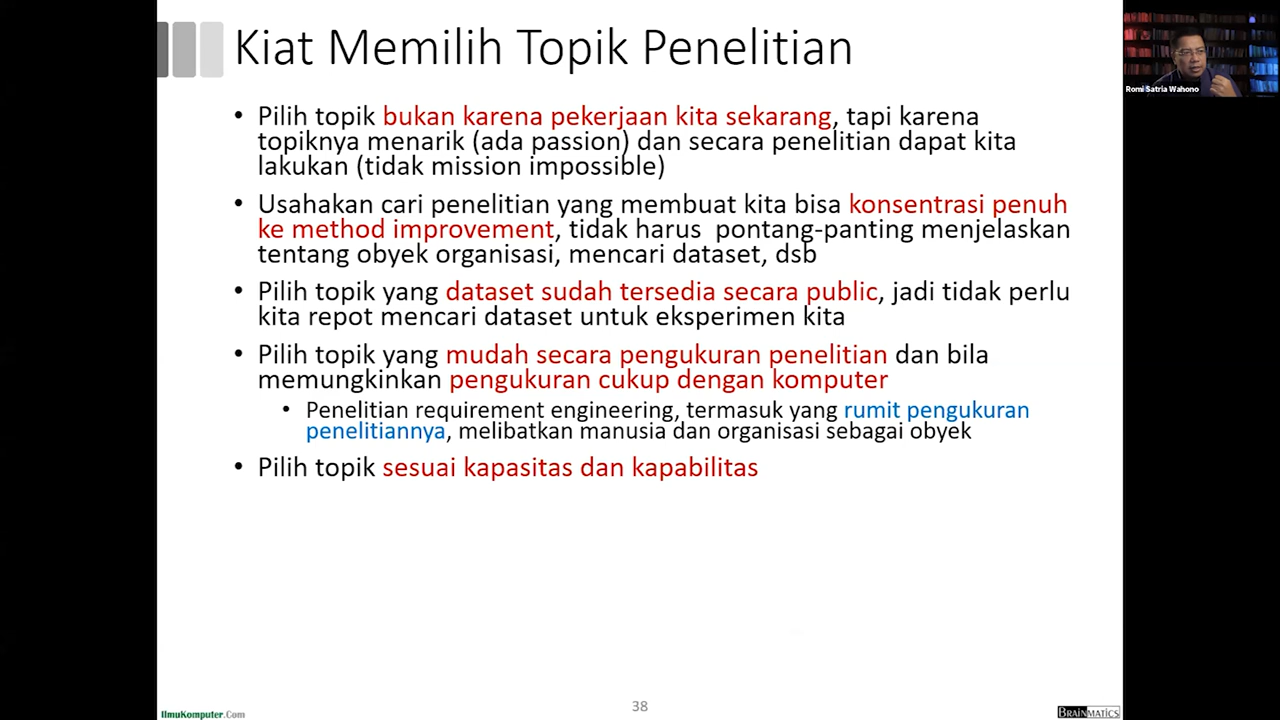 Kiat Memilih Topik Penelitian
Romi Satria Wahono
• Pilih topik bukan karena pekerjaan kita sekarang, tapi karena
topiknya menarik (ada passion) dan secara penelitian dapat kita
lakukan (tidak mission impossible)
• Usahakan cari penelitian yang membuat kita bisa konsentrasi penuh
ke method improvement, tidak harus pontang-panting menjelaskan
tentang obyek organisasi, mencari dataset, dsb
• Pilih topik yang dataset sudah tersedia secara public, jadi tidak perlu
kita repot mencari dataset untuk eksperimen kita
• Pilih topik yang mudah secara pengukuran penelitian dan bila
memungkinkan pengukuran cukup dengan komputer
• Penelitian requirement engineering, termasuk yang rumit pengukuran
penelitiannya, melibatkan manusia dan organisasi sebagai obyek
• Pilih topik sesuai kapasitas dan kapabilitas
IlmuKomputer.Com
38
BRAINMATICS